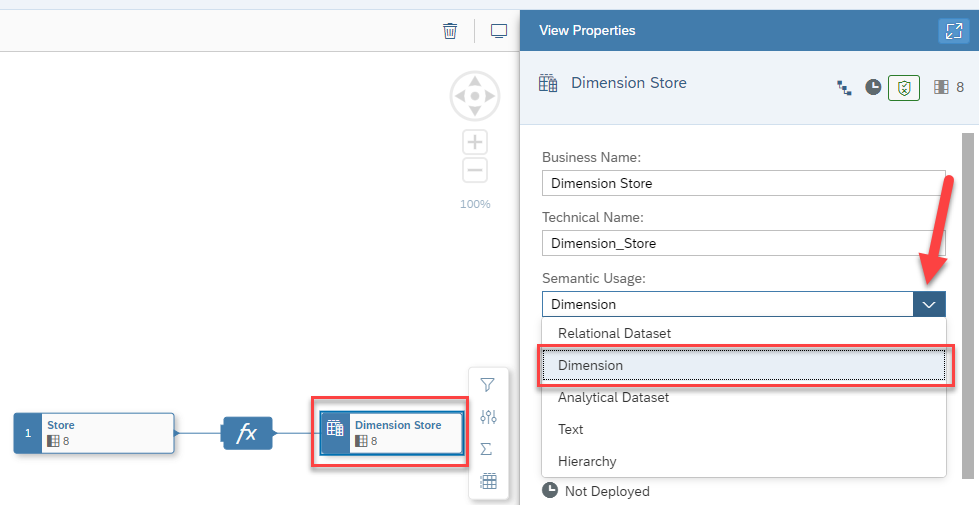 View Properties
Dimension Store
8
Business Name:
Dimension Store
Technical Name:
Dimension_Store
Semantic Usage:
Dimension
Relational Dataset
Dimension
Analytical Dataset
Text
Hierarchy
Not Deployed
100%
1
Store
8
fx
Dimension Store
8